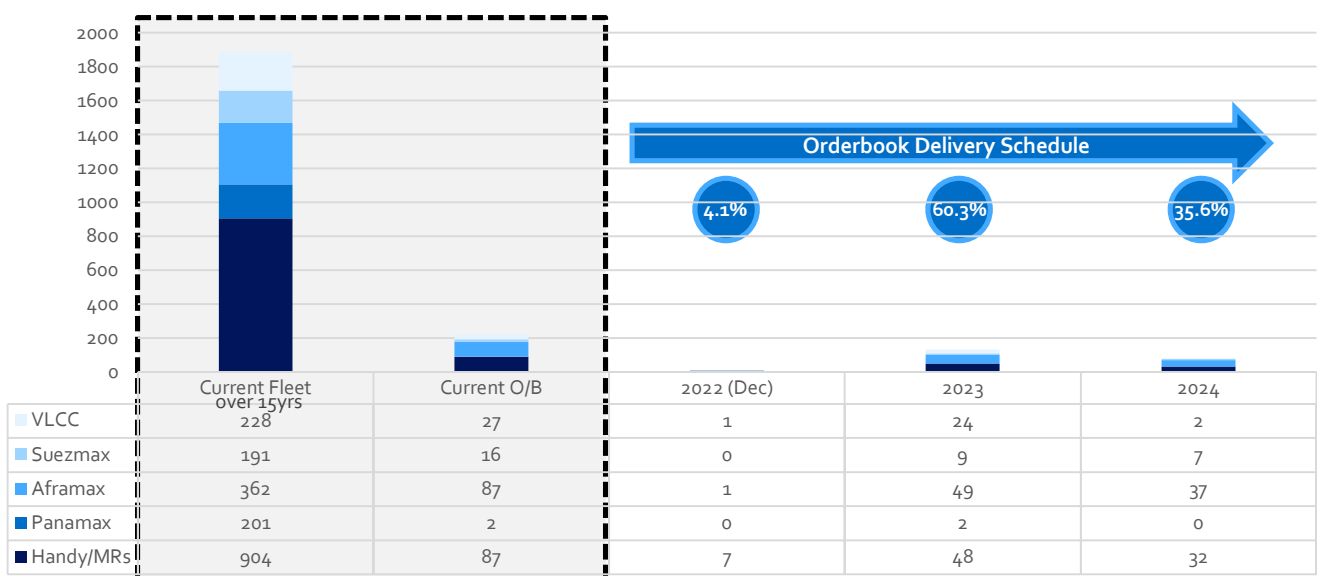 2000
1800
1600
1400
1200
1000
800
600
400
200
0
Orderbook Delivery Schedule
4.1%
60.3%
35.6%
Current Fleet over 15yrs Current O/B 2022 (Dec) 2023 2024
VLCC 228 27 1 24 2
Suezmax 191 16 0 9 7
Aframax 362 87 1 49 37
Panamax 201 2 0 2 0
Handy/MRs 904 87 7 48 32